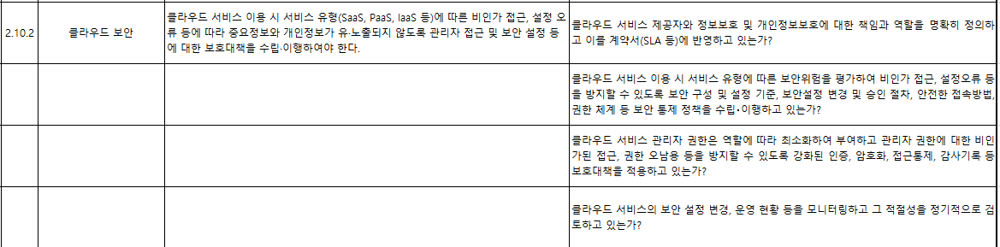 2.10.2
클라우드 보안
클라우드 서비스 이용 시 서비스 유형(SaaS, PaaS, IaaS 등)에 따른 비인가 접근, 설정 오
류 등에 따라 중요정보와 개인정보가 유·노출되지 않도록 관리자 접근 및 보안 설정 등
에 대한 보호대책을 수립·이행하여야 한다.
클라우드 서비스 제공자와 정보보호 및 개인정보보호에 대한 책임과 역할을 명확히 정의하
고 이를 계약서(SLA 등)에 반영하고 있는가?
클라우드 서비스 이용 시 서비스 유형에 따른 보안위험을 평가하여 비인가 접근, 설정오류 등
을 방지할 수 있도록 보안 구성 및 설정 기준, 보안설정 변경 및 승인 절차, 안전한 접속방법,
권한 체계 등 보안 통제 정책을 수립·이행하고 있는가?
클라우드 서비스 관리자 권한은 역할에 따라 최소화하여 부여하고 관리자 권한에 대한 비인
가된 접근, 권한 오남용 등을 방지할 수 있도록 강화된 인증, 암호화, 접근통제, 감사기록 등
보호대책을 적용하고 있는가?
클라우드 서비스의 보안 설정 변경, 운영 현황 등을 모니터링하고 그 적절성을 정기적으로 검
토하고 있는가?